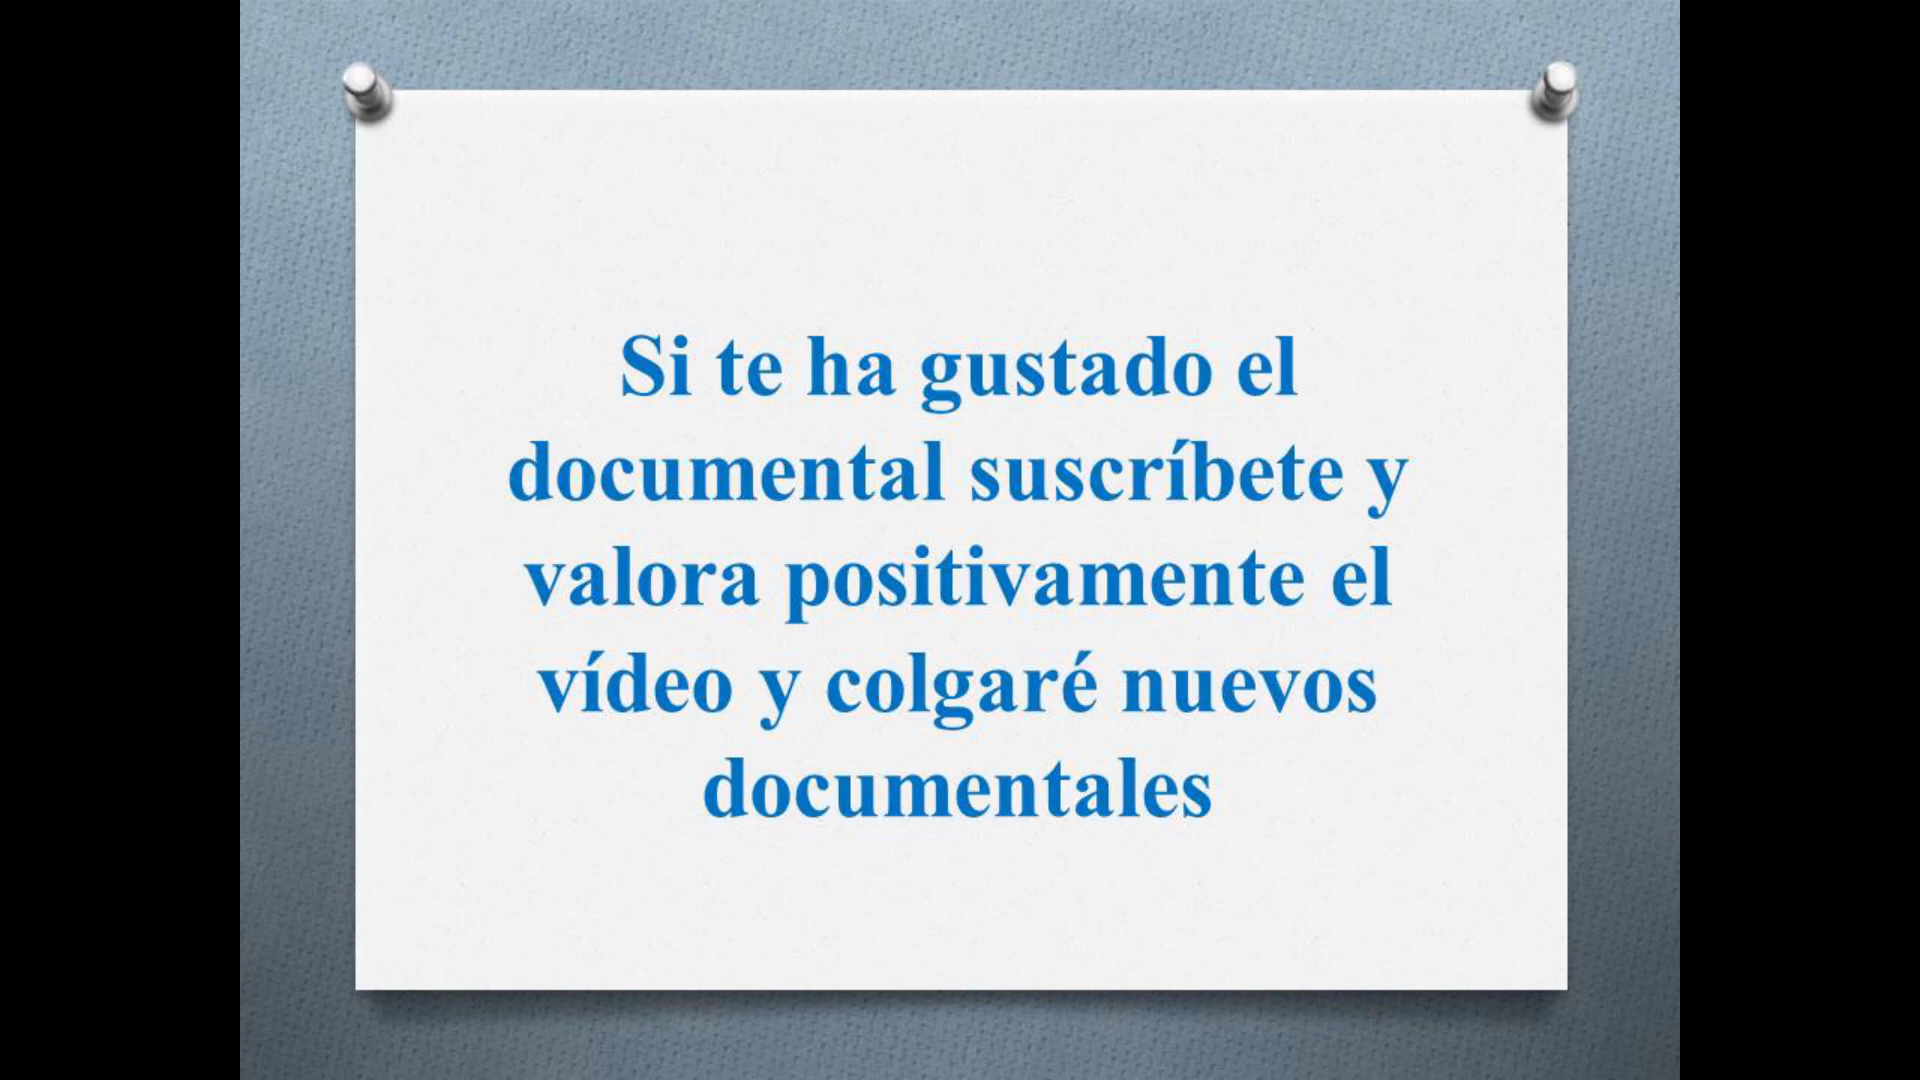 Si te ha gustado el
documental suscríbete y
valora positivamente el
vídeo y colgaré nuevos
documentales